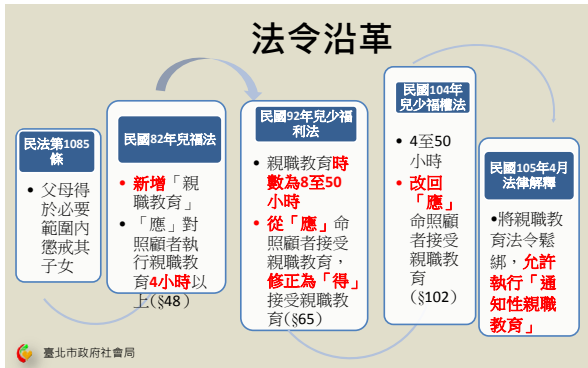 法令沿革
民法第1085
條
• 父母得
於必要
範圍內
懲戒其
子女
民國82年兒福法
• 新增「親
職教育」
• 「應」對
照顧者執
行親職教
育4小時以
上(§48)
民國92年兒少福
利法
• 親職教育時
數為8至50
小時
• 從「應」命
照顧者接受
親職教育，
修正為「得」
接受親職教
育(§65)
民國104年
兒少福權法
• 4至50
小時
• 改回
「應」
命照顧
者接受
親職教
育
(§102)
民國105年4月
法律解釋
•將親職教
育法令鬆
綁，允許
執行「通
知性親職
教育」
臺北市政府社會局